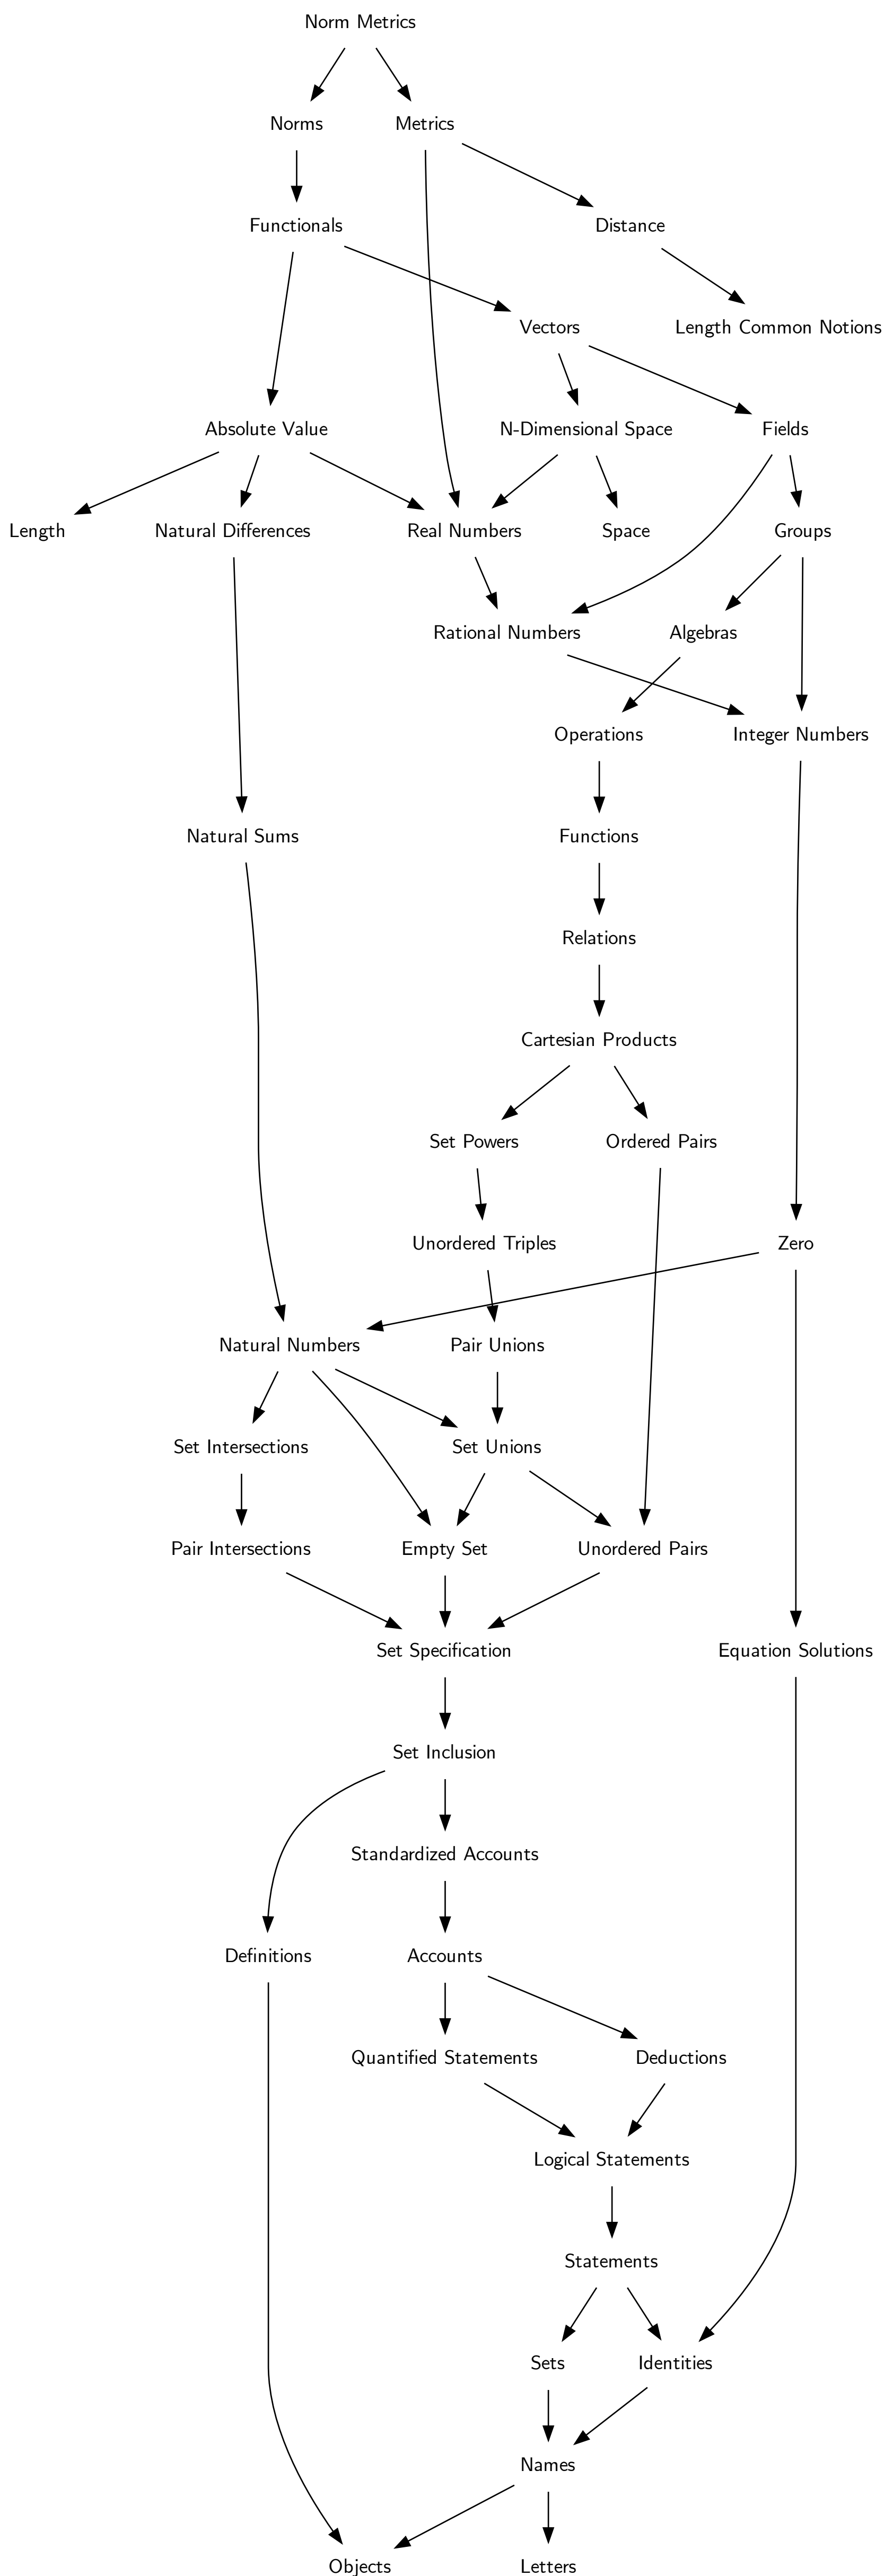 Norm Metrics
Norms
Metrics
Functionals
Distance
Vectors
Length Common Notions
Absolute Value
N-Dimensional Space
Fields
Length
Natural Differences
Real Numbers
Space
Groups
Rational Numbers
Algebras
Operations
Integer Numbers
Natural Sums
Functions
Relations
Cartesian Products
Set Powers
Ordered Pairs
Unordered Triples
Zero
Natural Numbers
Pair Unions
Set Intersections
Set Unions
Pair Intersections
Empty Set
Unordered Pairs
Set Specification
Equation Solutions
Set Inclusion
Standardized Accounts
Definitions
Accounts
Quantified Statements
Deductions
Logical Statements
Statements
Sets
Identities
Names
Objects
Letters